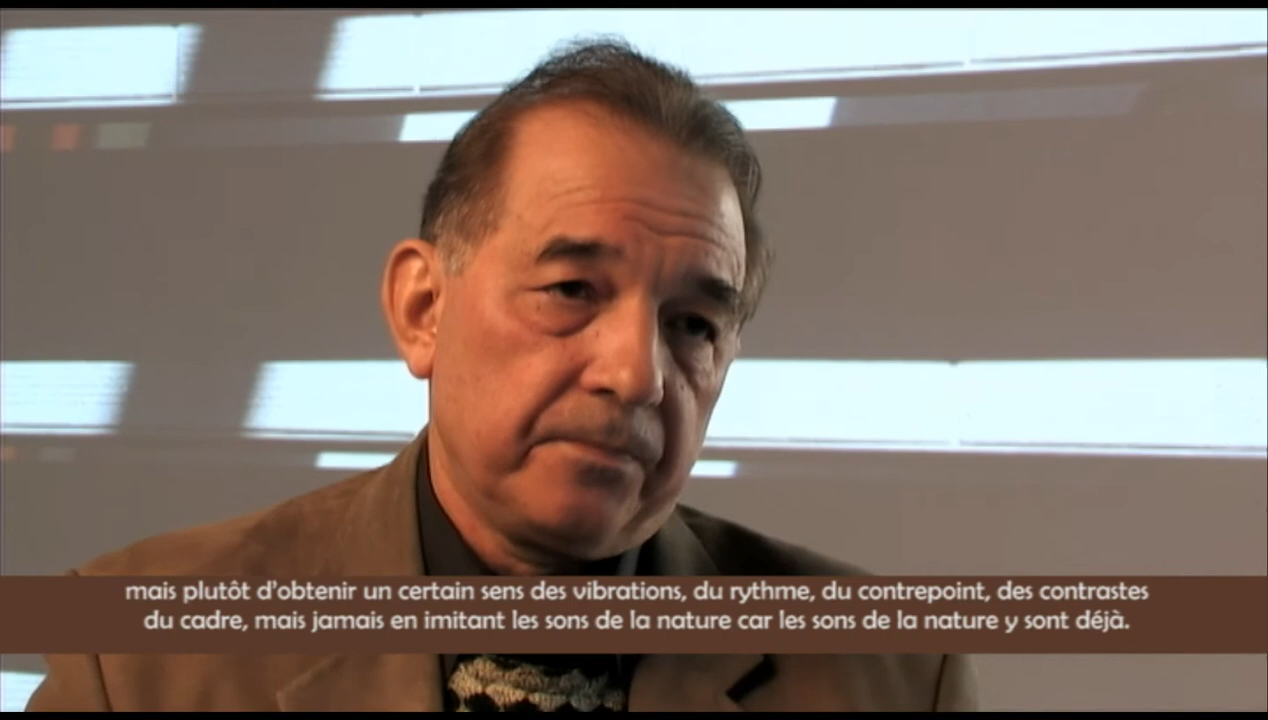 mais plutôt d'obtenir un certain sens des vibrations, du rythme, du contrepoint, des contrastes
du cadre, mais jamais en imitant les sons de la nature car les sons de la nature y sont déjà.